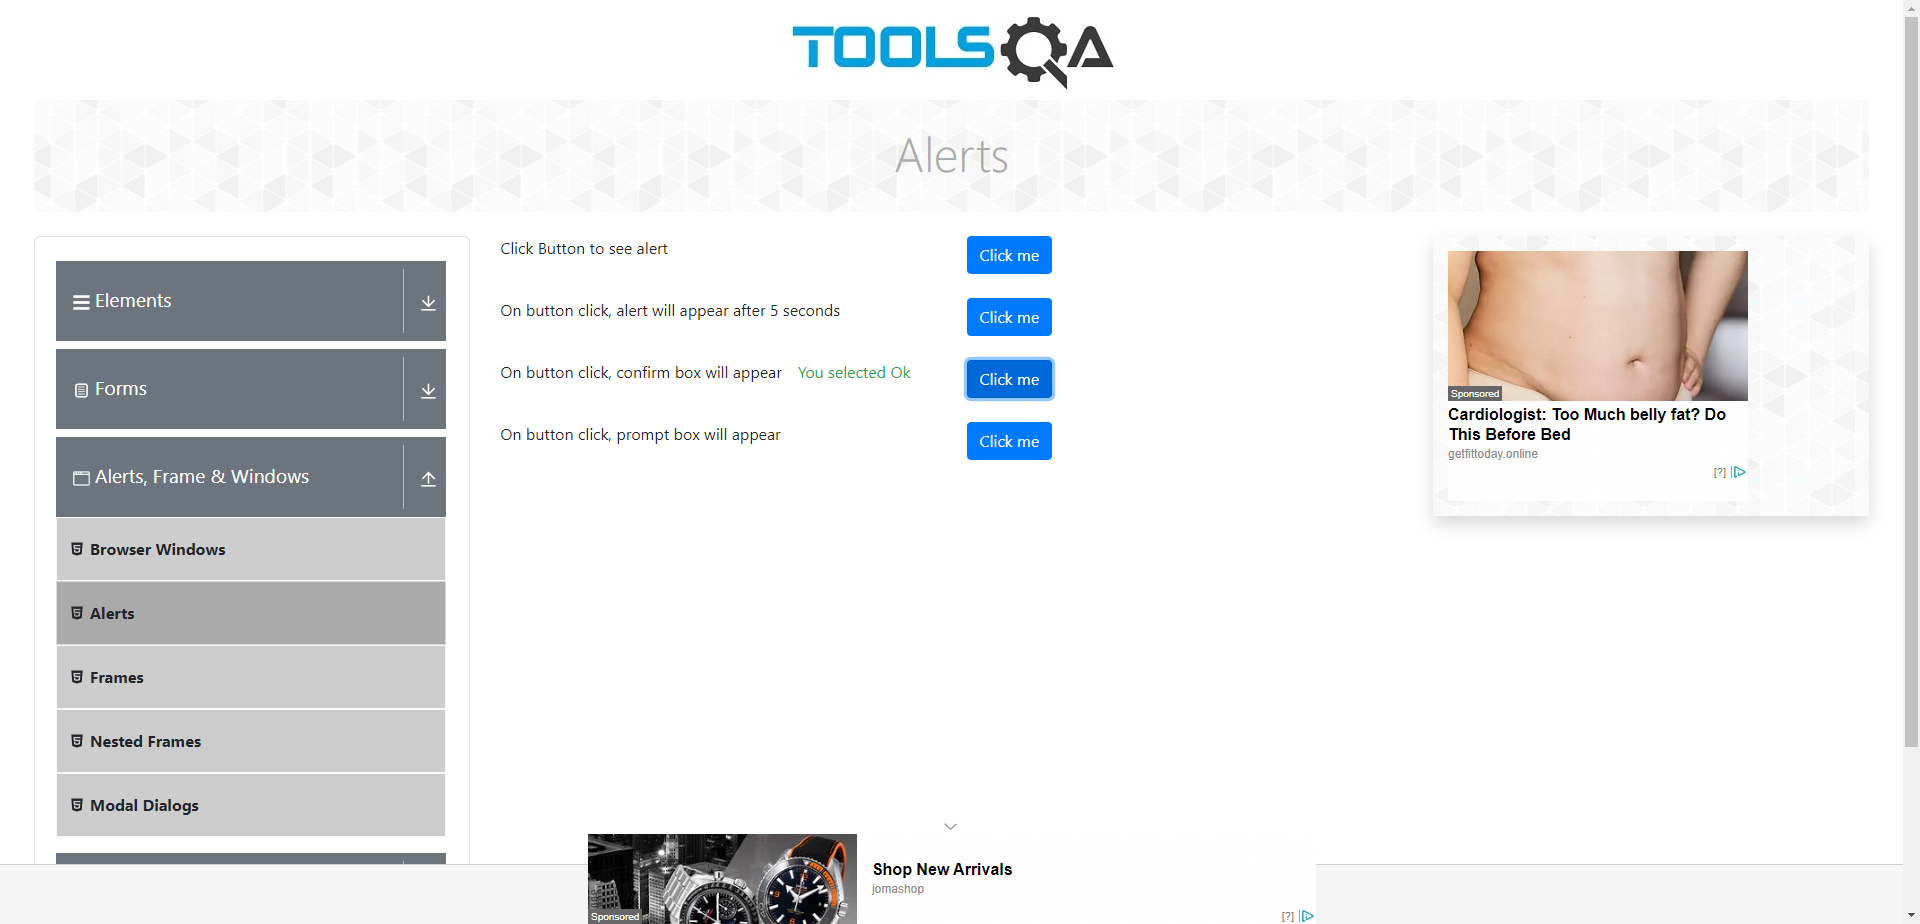 TOOLSQA
Alerts
Elements
Forms
Alerts, Frame & Windows
Browser Windows
Alerts
Frames
Nested Frames
Modal Dialogs
Click Button to see alert
Click me
On button click, alert will appear after 5 seconds
Click me
On button click, confirm box will appear You selected Ok
Click me
On button click, prompt box will appear
Click me
Sponsored
Cardiologist: Too Much belly fat? Do
This Before Bed
getfittoday.online
[?]
Sponsored
Shop New Arrivals
jomashop
[?]